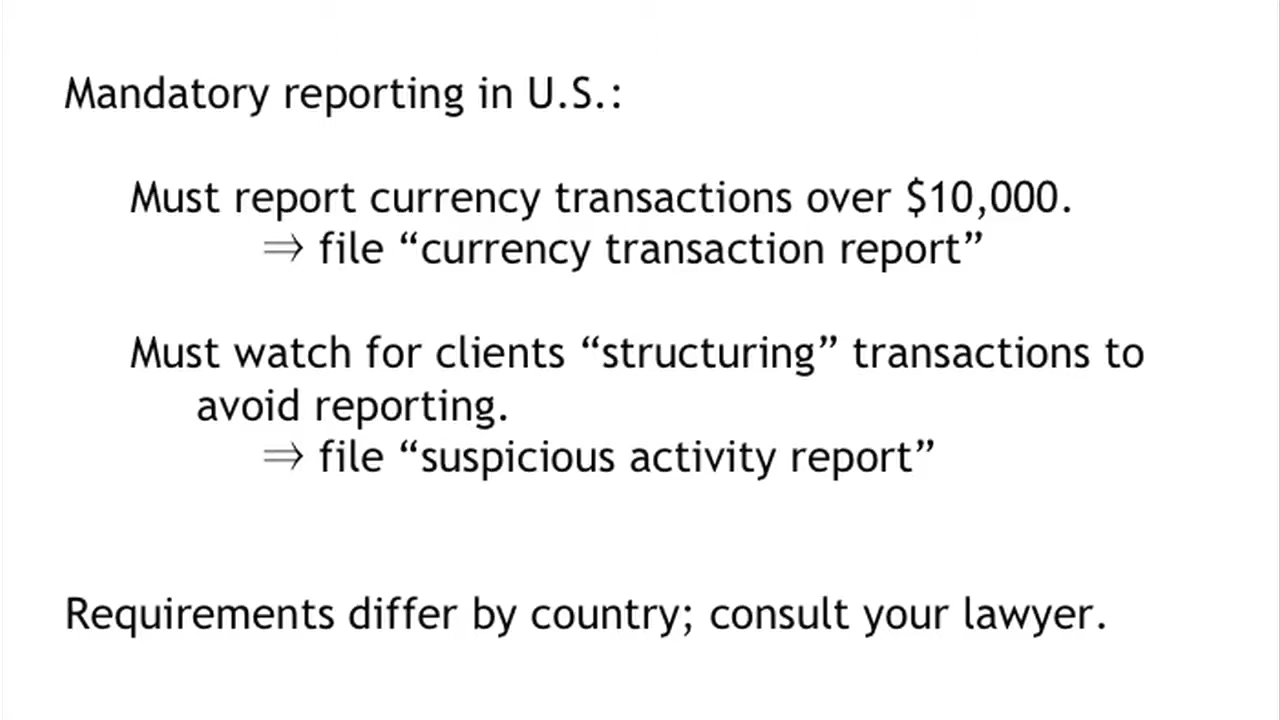 Mandatory reporting in U.S.:
Must report currency transactions over $10,000.
⇒ file “currency transaction report”
Must watch for clients “structuring” transactions to
avoid reporting.
⇒ file “suspicious activity report”
Requirements differ by country; consult your lawyer.